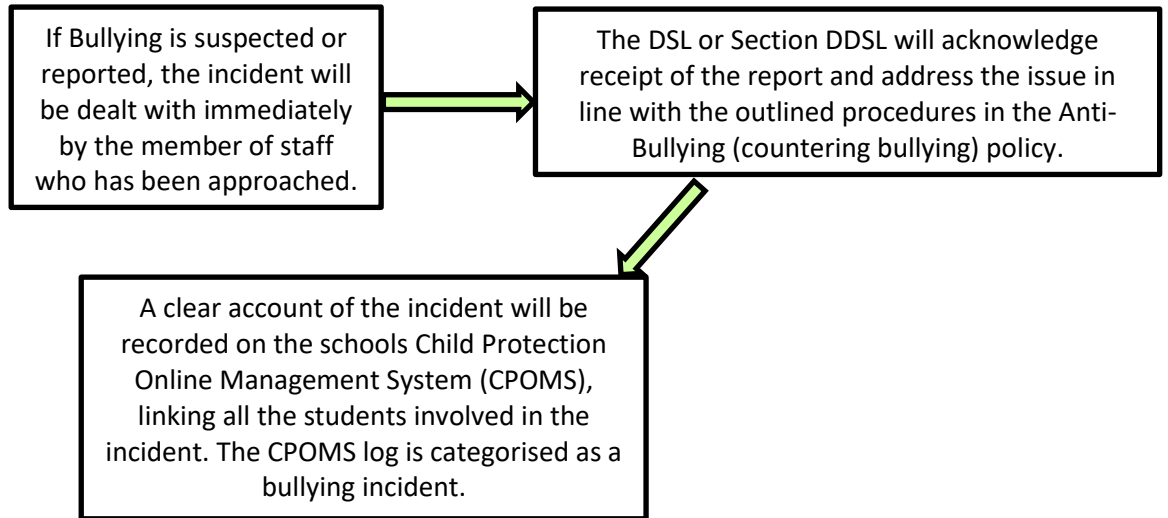 If Bullying is suspected or
reported, the incident will
be dealt with immediately
by the member of staff
who has been approached.
The DSL or Section DDSL will acknowledge
receipt of the report and address the issue in
line with the outlined procedures in the Anti-
Bullying (countering bullying) policy.
A clear account of the incident will be
recorded on the schools Child Protection
Online Management System (CPOMS),
linking all the students involved in the
incident. The CPOMS log is categorised as a
bullying incident.